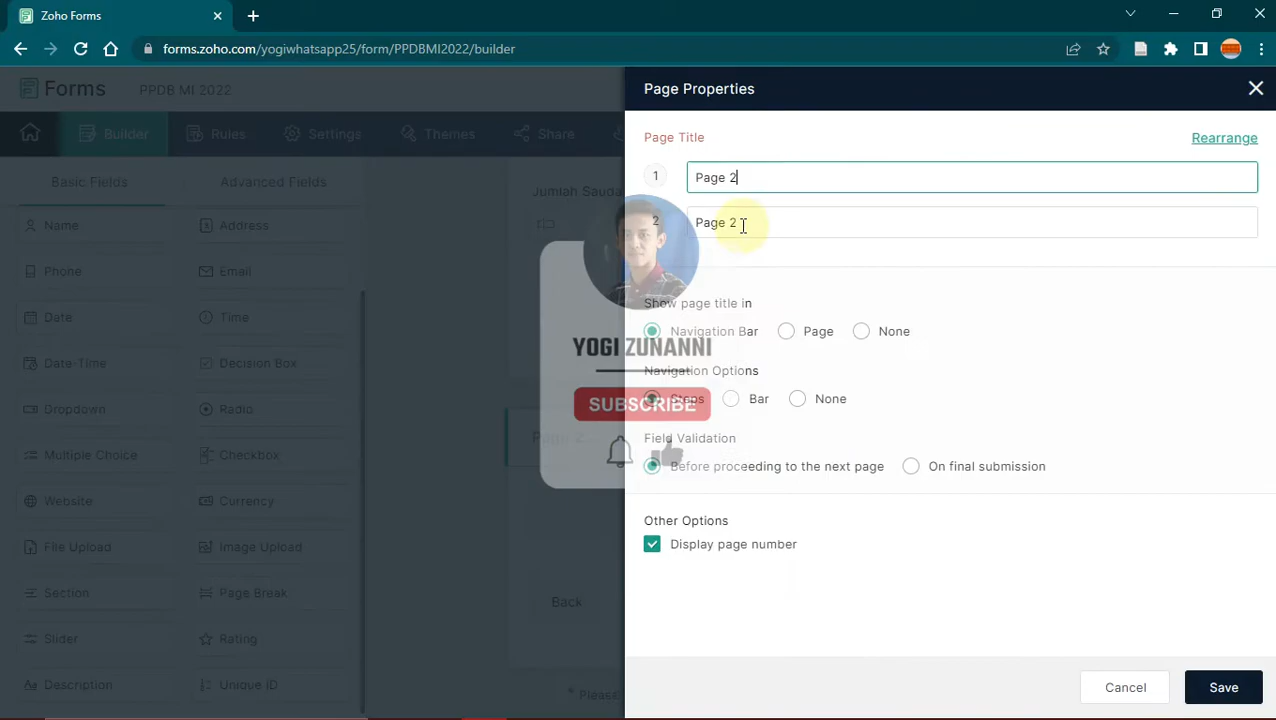 Zoho Forms
forms.zoho.com/yogiwhatsapp25/form/PPDBMI2022/builder
Forms
PPDB MI 2022
Builder
Rules
Settings
Themes
Share
Basic Fields
Advanced Fields
Name
Address
Phone
Email
Date
Time
Date-Time
Decision Box
Dropdown
Radio
Multiple Choice
Checkbox
Website
Currency
File Upload
Image Upload
Section
Page Break
Slider
Rating
Description
Unique ID
Jumlah Sauda
Page 2
Back
* Please
YOGI ZUNANNI
SUBSCRIBE
Page Properties
Page Title
Rearrange
1
Page 2
2
Page 2
Show page title in
Navigation Bar
Page
None
Navigation Options
Steps
Bar
None
Field Validation
Before proceeding to the next page
On final submission
Other Options
Display page number
Cancel
Save